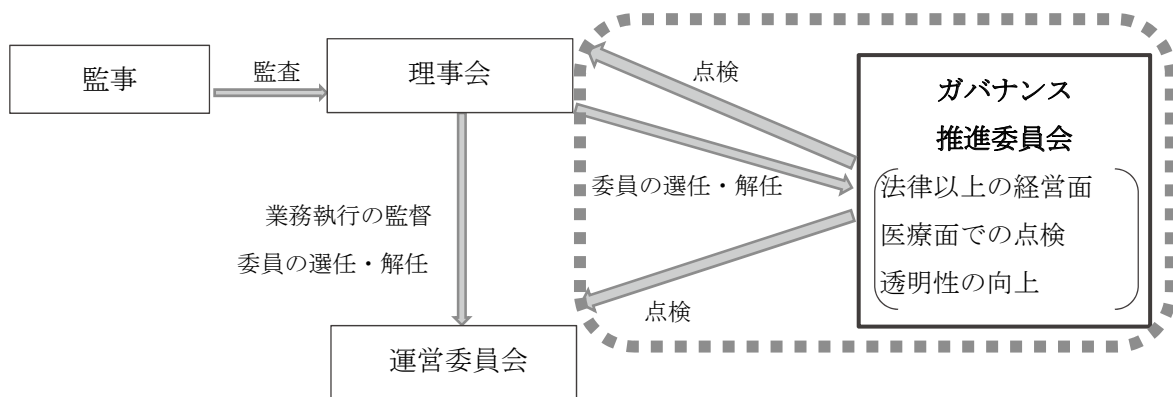 監事
監査
理事会
点検
ガバナンス
推進委員会
法律以上の経営面
医療面での点検
透明性の向上
委員の選任・解任
業務執行の監督
委員の選任・解任
点検
運営委員会